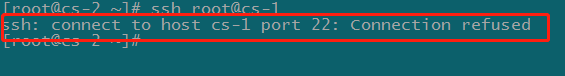 [root@cs-2 ~]# ssh root@cs-1
ssh: connect to host cs-1 port 22: Connection refused
[root@cs-2 ~]#